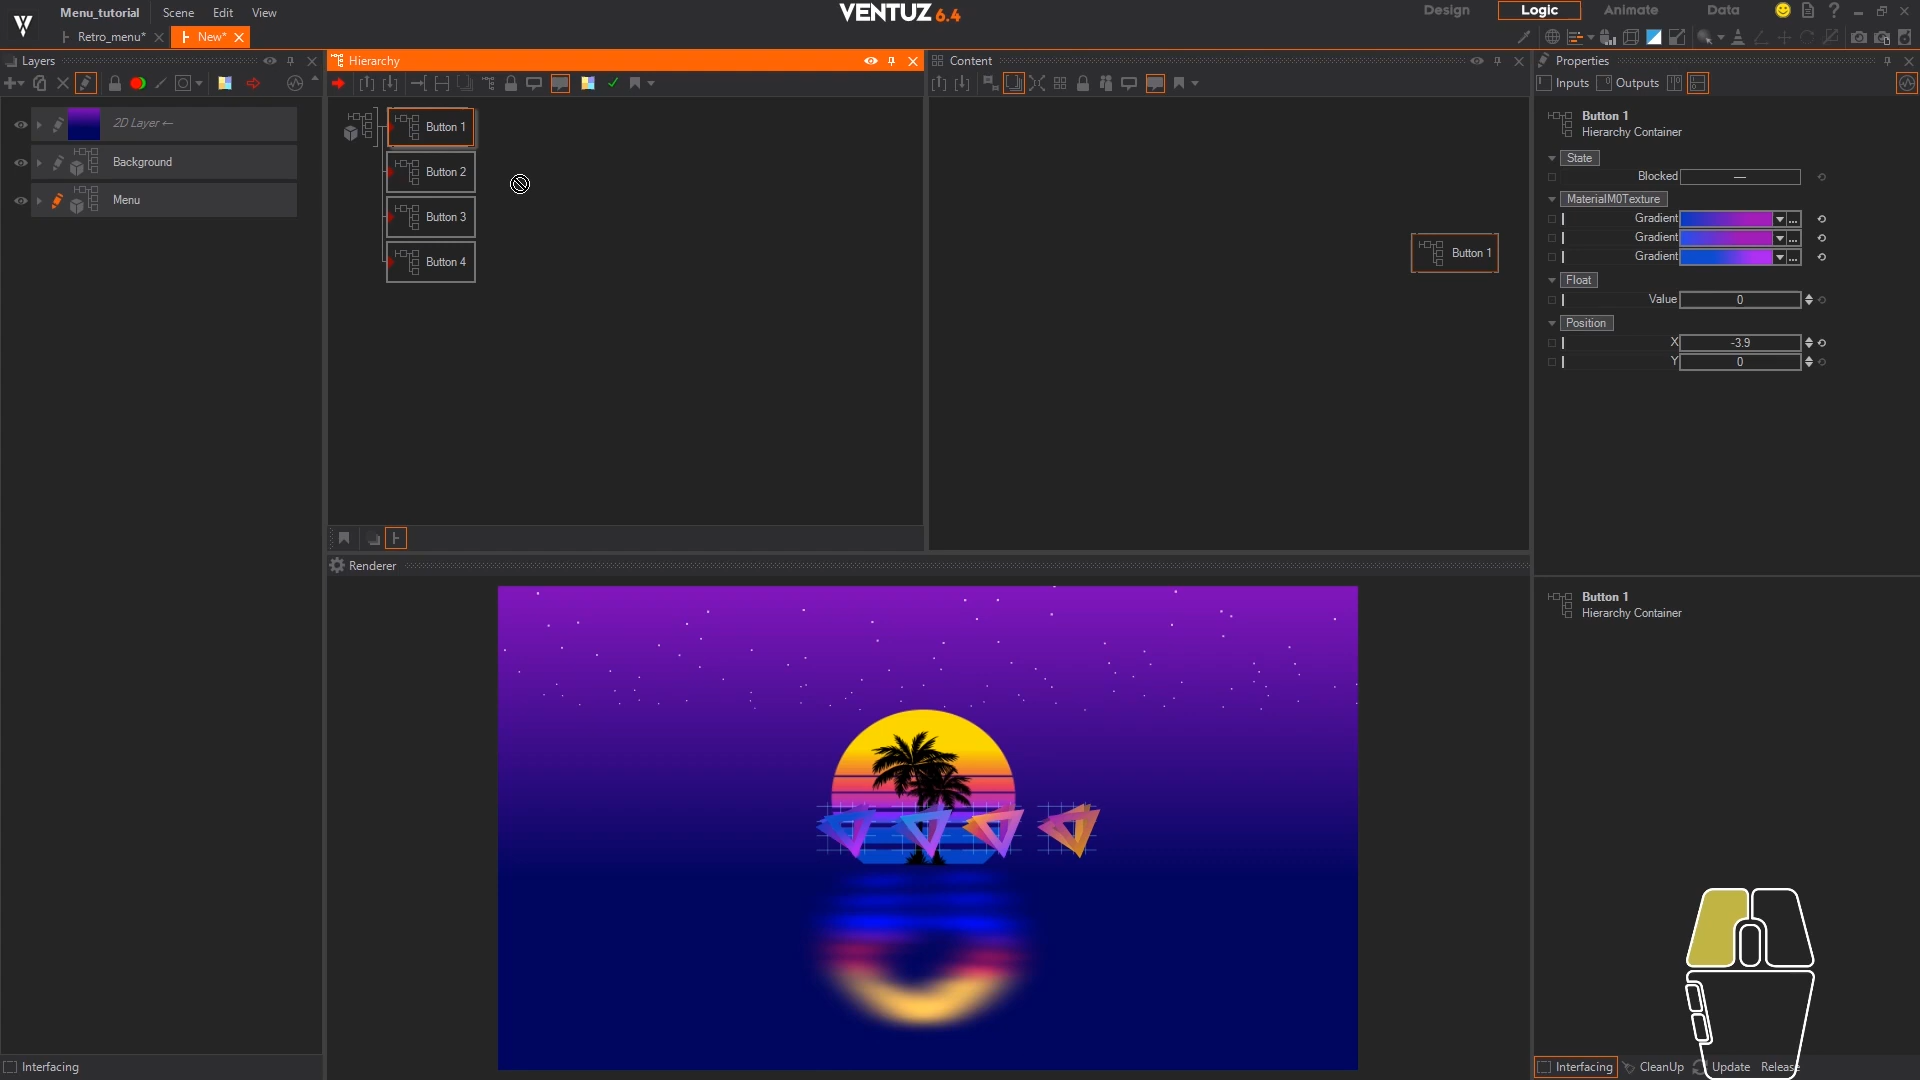 Menu_tutorial Scene Edit View
VENTUZ 6.4
Design Logic Animate Data
Retro_menu* New*
Layers
2D Layer ←
Background
Menu
Interfacing
Hierarchy
Button 1
Button 2
Button 3
Button 4
Content
Button 1
Renderer
Properties
Inputs Outputs
Button 1
Hierarchy Container
State
Blocked —
MaterialM0Texture
Gradient ...
Gradient ...
Gradient ...
Float
Value 0
Position
X -3.9
Y 0
Button 1
Hierarchy Container
Interfacing CleanUp Update Release